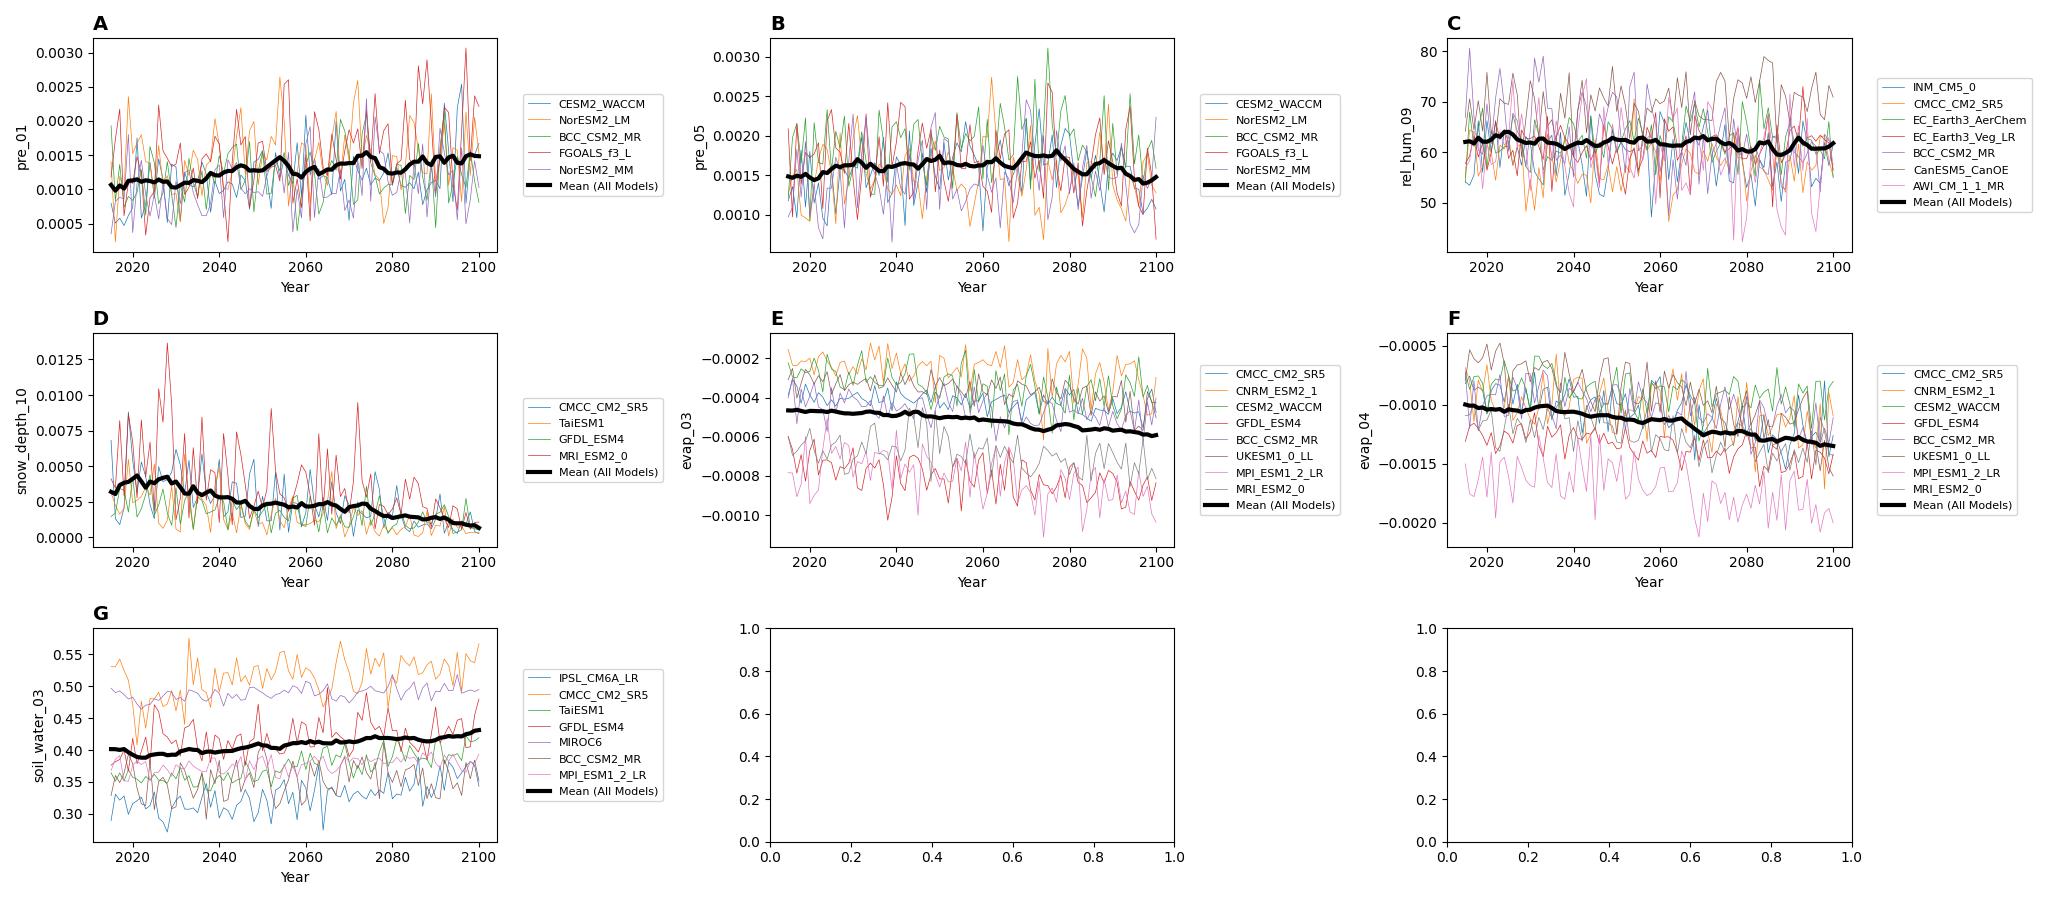 A
pre_01
0.0030
0.0025
0.0020
0.0015
0.0010
0.0005
2020 2040 2060 2080 2100
Year
CESM2_WACCM
NorESM2_LM
BCC_CSM2_MR
FGOALS_f3_L
NorESM2_MM
Mean (All Models)
B
pre_05
0.0030
0.0025
0.0020
0.0015
0.0010
2020 2040 2060 2080 2100
Year
CESM2_WACCM
NorESM2_LM
BCC_CSM2_MR
FGOALS_f3_L
NorESM2_MM
Mean (All Models)
C
rel_hum_09
80
70
60
50
2020 2040 2060 2080 2100
Year
INM_CM5_0
CMCC_CM2_SR5
EC_Earth3_AerChem
EC_Earth3_Veg_LR
BCC_CSM2_MR
CanESM5_CanOE
AWI_CM_1_1_MR
Mean (All Models)
D
snow_depth_10
0.0125
0.0100
0.0075
0.0050
0.0025
0.0000
2020 2040 2060 2080 2100
Year
CMCC_CM2_SR5
TaiESM1
GFDL_ESM4
MRI_ESM2_0
Mean (All Models)
E
evap_03
−0.0002
−0.0004
−0.0006
−0.0008
−0.0010
2020 2040 2060 2080 2100
Year
CMCC_CM2_SR5
CNRM_ESM2_1
CESM2_WACCM
GFDL_ESM4
BCC_CSM2_MR
UKESM1_0_LL
MPI_ESM1_2_LR
MRI_ESM2_0
Mean (All Models)
F
evap_04
−0.0005
−0.0010
−0.0015
−0.0020
2020 2040 2060 2080 2100
Year
CMCC_CM2_SR5
CNRM_ESM2_1
CESM2_WACCM
GFDL_ESM4
BCC_CSM2_MR
UKESM1_0_LL
MPI_ESM1_2_LR
MRI_ESM2_0
Mean (All Models)
G
soil_water_03
0.55
0.50
0.45
0.40
0.35
0.30
2020 2040 2060 2080 2100
Year
IPSL_CM6A_LR
CMCC_CM2_SR5
TaiESM1
GFDL_ESM4
MIROC6
BCC_CSM2_MR
MPI_ESM1_2_LR
Mean (All Models)
1.0
0.8
0.6
0.4
0.2
0.0
0.0 0.2 0.4 0.6 0.8 1.0
1.0
0.8
0.6
0.4
0.2
0.0
0.0 0.2 0.4 0.6 0.8 1.0